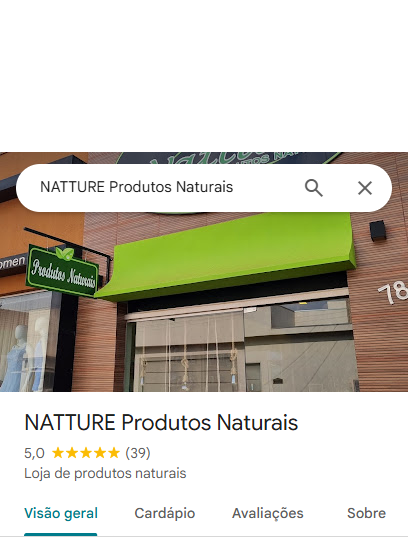 NATTURE Produtos Naturais
Produtos Naturais
78
NATTURE Produtos Naturais
5,0 (39)
Loja de produtos naturais
Visão geral Cardápio Avaliações Sobre